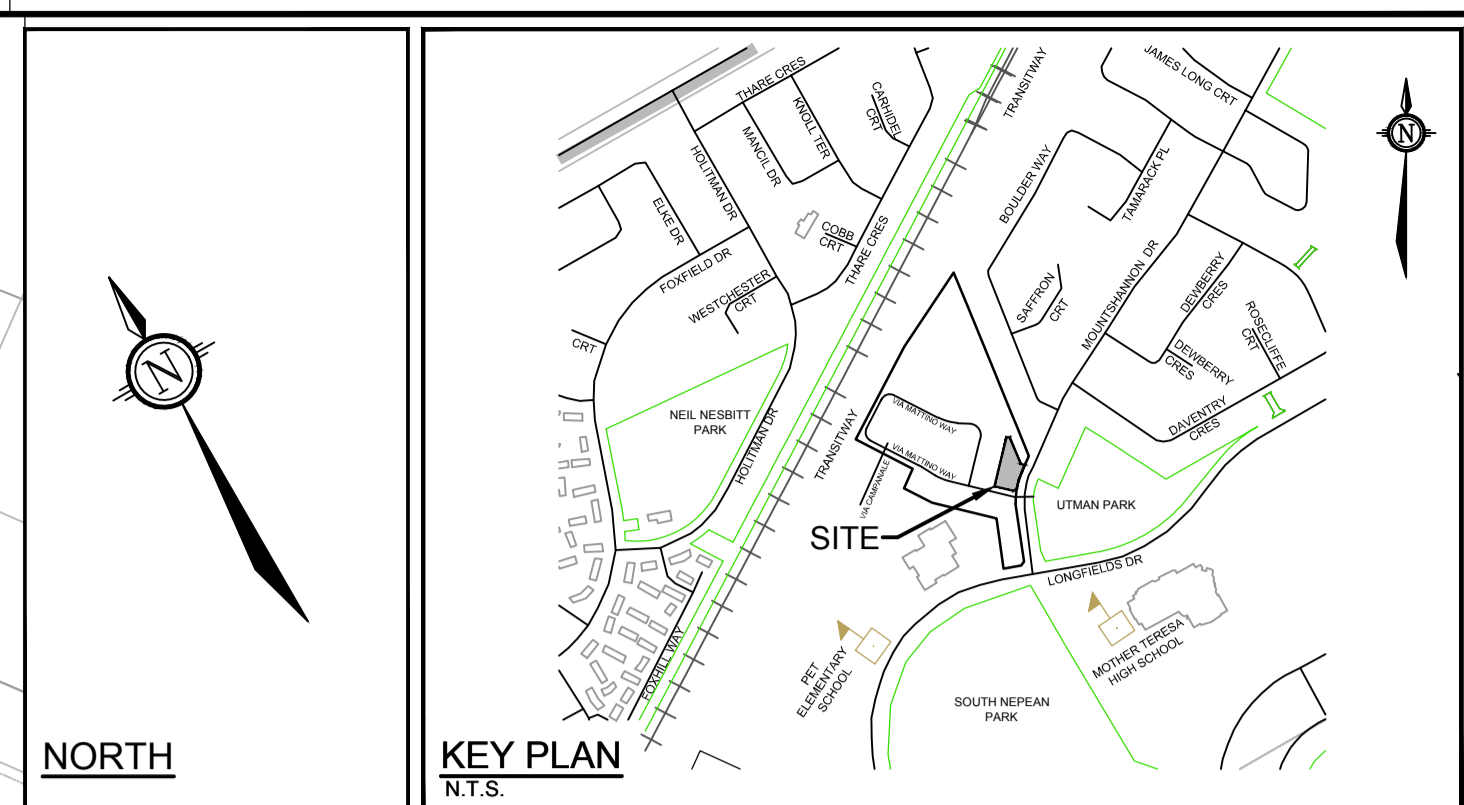 N
NORTH
THARE CRES
CARHIDEL
CRT
KNOLL TER
MANCIL DR
HOLITMAN DR
ELKE DR
COBB
CRT
THARE CRES
FOXFIELD DR
WESTCHESTER
CRT
CRT
TRANSITWAY
JAMES LONG CRT
N
BOULDER WAY
TAMARACK PL
SAFFRON
CRT
MOUNTSHANNON DR
DEWBERRY
CRES
ROSECLIFFE
CRT
DEWBERRY
CRES
DAVENTRY
CRES
NEIL NESBITT
PARK
HOLITMAN DR
TRANSITWAY
VIA MATTINO WAY
VIA MATTINO WAY
VIA CAMPANALE
SITE
UTMAN PARK
LONGFIELDS DR
FOXHILL WAY
PET
ELEMENTARY
SCHOOL
MOTHER TERESA
HIGH SCHOOL
SOUTH NEPEAN
PARK
KEY PLAN
N.T.S.